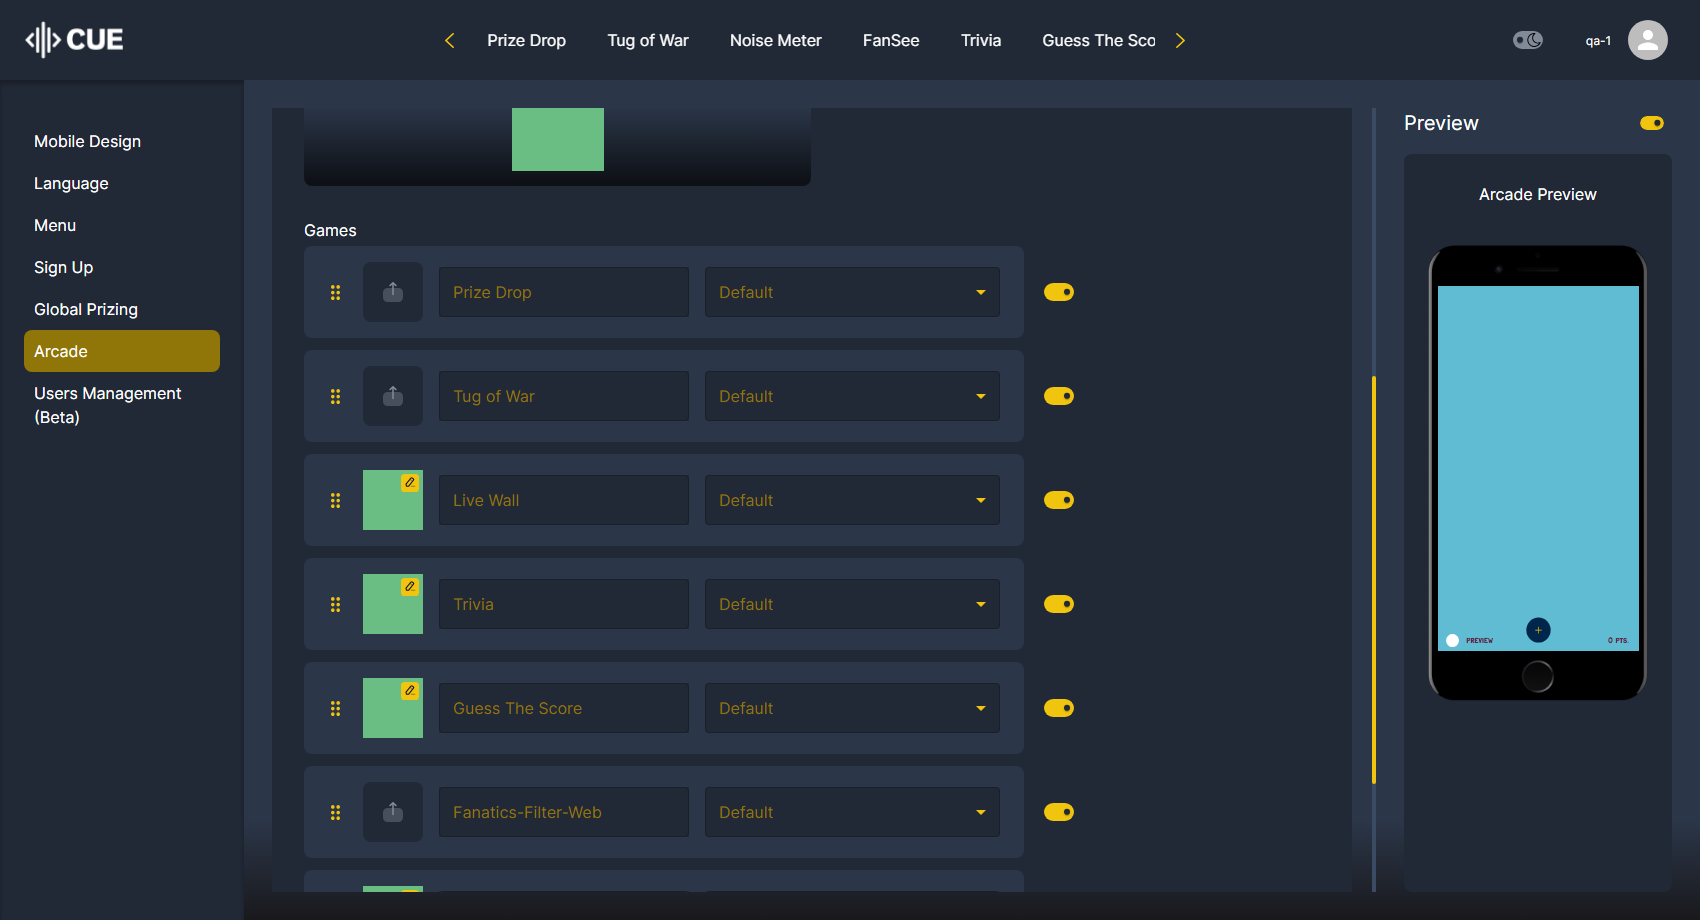 CUE
Prize Drop
Tug of War
Noise Meter
FanSee
Trivia
Guess The Sco
qa-1
Mobile Design
Language
Menu
Sign Up
Global Prizing
Arcade
Users Management
(Beta)
Games
Prize Drop
Default
Tug of War
Default
Live Wall
Default
Trivia
Default
Guess The Score
Default
Fanatics-Filter-Web
Default
Preview
Arcade Preview
PREVIEW
+
0 PTS.